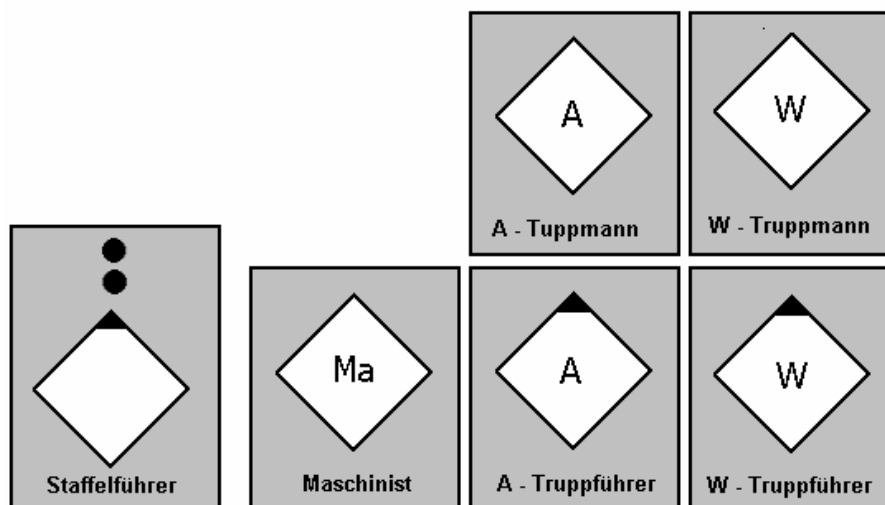 A
W
A - Tuppmann
W - Truppmann
Ma
A
W
Staffelführer
Maschinist
A - Truppführer
W - Truppführer